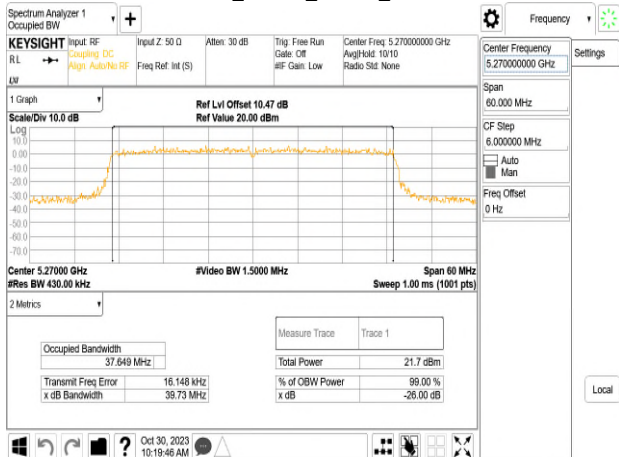 Spectrum Analyzer 1
Occupied BW
Frequency
Settings
KEYSIGHT
RL
LXI
Input: RF
Coupling: DC
Align: Auto/No RF
Input Z: 50 Ω
Freq Ref: Int (S)
Atten: 30 dB
Trig: Free Run
Gate: Off
#IF Gain: Low
Center Freq: 5.270000000 GHz
Avg|Hold: 10/10
Radio Std: None
Center Frequency
5.270000000 GHz
Span
60.000 MHz
CF Step
6.000000 MHz
Auto
Man
Freq Offset
0 Hz
Local
1 Graph
Scale/Div 10.0 dB
Ref Lvl Offset 10.47 dB
Ref Value 20.00 dBm
Log
10.0
0.00
-10.0
-20.0
-30.0
-40.0
-50.0
-60.0
-70.0
Center 5.27000 GHz
#Video BW 1.5000 MHz
Span 60 MHz
#Res BW 430.00 kHz
Sweep 1.00 ms (1001 pts)
2 Metrics
Measure Trace Trace 1
Occupied Bandwidth
37.649 MHz
Total Power 21.7 dBm
Transmit Freq Error 16.148 kHz
% of OBW Power 99.00 %
x dB Bandwidth 39.73 MHz
x dB -26.00 dB
Oct 30, 2023
10:19:46 AM